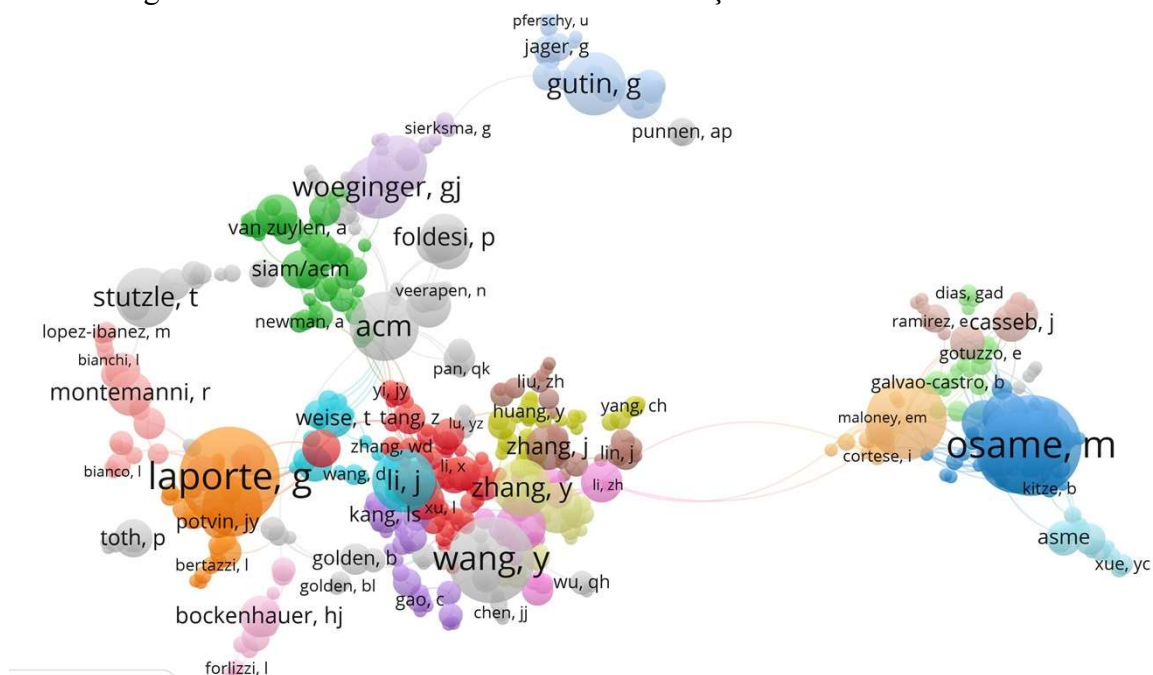 pferschy, u
jager, g
gutin, g
punnen, ap
sierksma, g
woeginger, gj
van zuylen, a
foldesi, p
siam/acm
stutzle, t
veerapen, n
newman, a
acm
lopez-ibanez, m
bianchi, l
montemanni, r
pan, qk
yi, jy
liu, zh
weise, t
tang, z
lu, yz
huang, y
yang, ch
zhang, wd
zhang, j
lin, j
bianco, l
laporte, g
wang, d
li, j
li, x
zhang, y
li, zh
potvin, jy
kang, ls
xu, l
toth, p
bertazzi, l
golden, b
wang, y
golden, bl
gao, c
chen, jj
wu, qh
bockenhauer, hj
forlizzi, l
dias, gad
ramirez, e
casseb, j
gotuzzo, e
galvao-castro, b
maloney, em
osame, m
cortese, i
kitze, b
asme
xue, yc